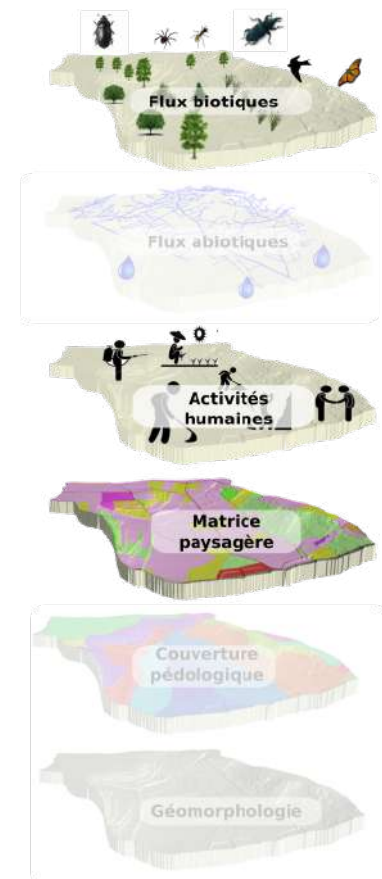 Flux biotiques
Flux abiotiques
Activités
humaines
Matrice
paysagère
Couverture
pédologique
Géomorphologie